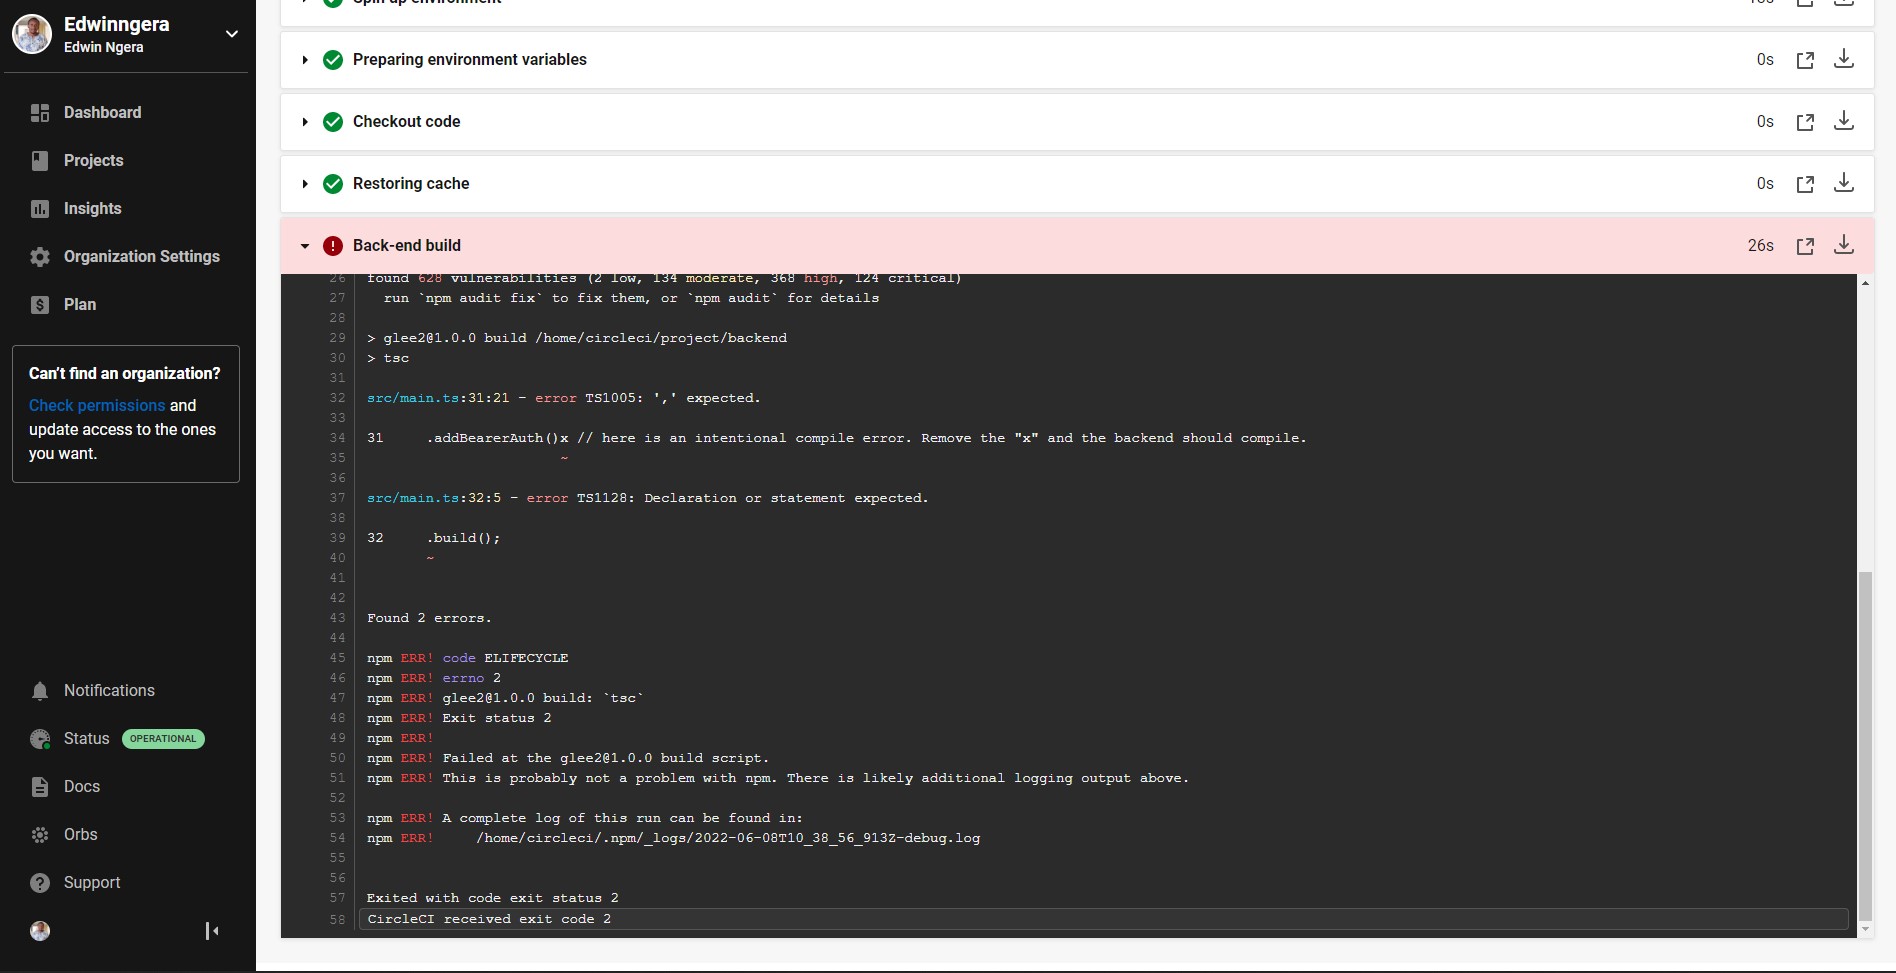 Edwinngera
Edwin Ngera
Dashboard
Projects
Insights
Organization Settings
Plan
Can't find an organization?
Check permissions and
update access to the ones
you want.
Notifications
Status OPERATIONAL
Docs
Orbs
Support
Spin up environment
Preparing environment variables 0s
Checkout code 0s
Restoring cache 0s
Back-end build 26s
26 found 628 vulnerabilities (2 low, 134 moderate, 368 high, 124 critical)
27 run `npm audit fix` to fix them, or `npm audit` for details
28
29 > glee2@1.0.0 build /home/circleci/project/backend
30 > tsc
31
32 src/main.ts:31:21 - error TS1005: ',' expected.
33
34 31 .addBearerAuth()x // here is an intentional compile error. Remove the "x" and the backend should compile.
35 ~
36
37 src/main.ts:32:5 - error TS1128: Declaration or statement expected.
38
39 32 .build();
40 ~
41
42
43 Found 2 errors.
44
45 npm ERR! code ELIFECYCLE
46 npm ERR! errno 2
47 npm ERR! glee2@1.0.0 build: `tsc`
48 npm ERR! Exit status 2
49 npm ERR!
50 npm ERR! Failed at the glee2@1.0.0 build script.
51 npm ERR! This is probably not a problem with npm. There is likely additional logging output above.
52
53 npm ERR! A complete log of this run can be found in:
54 npm ERR! /home/circleci/.npm/_logs/2022-06-08T10_38_56_913Z-debug.log
55
56
57 Exited with code exit status 2
58 CircleCI received exit code 2